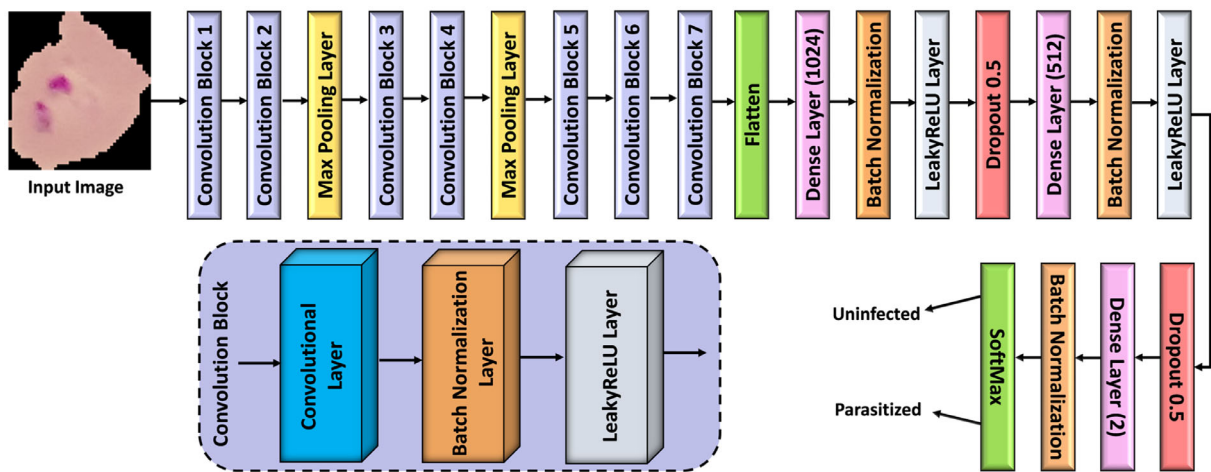 Input Image
Convolution Block 1
Convolution Block 2
Max Pooling Layer
Convolution Block 3
Convolution Block 4
Max Pooling Layer
Convolution Block 5
Convolution Block 6
Convolution Block 7
Flatten
Dense Layer (1024)
Batch Normalization
LeakyReLU Layer
Dropout 0.5
Dense Layer (512)
Batch Normalization
LeakyReLU Layer
Dropout 0.5
Dense Layer (2)
Batch Normalization
SoftMax
Uninfected
Parasitized
Convolution Block
Convolutional
Layer
Batch Normalization
Layer
LeakyReLU Layer